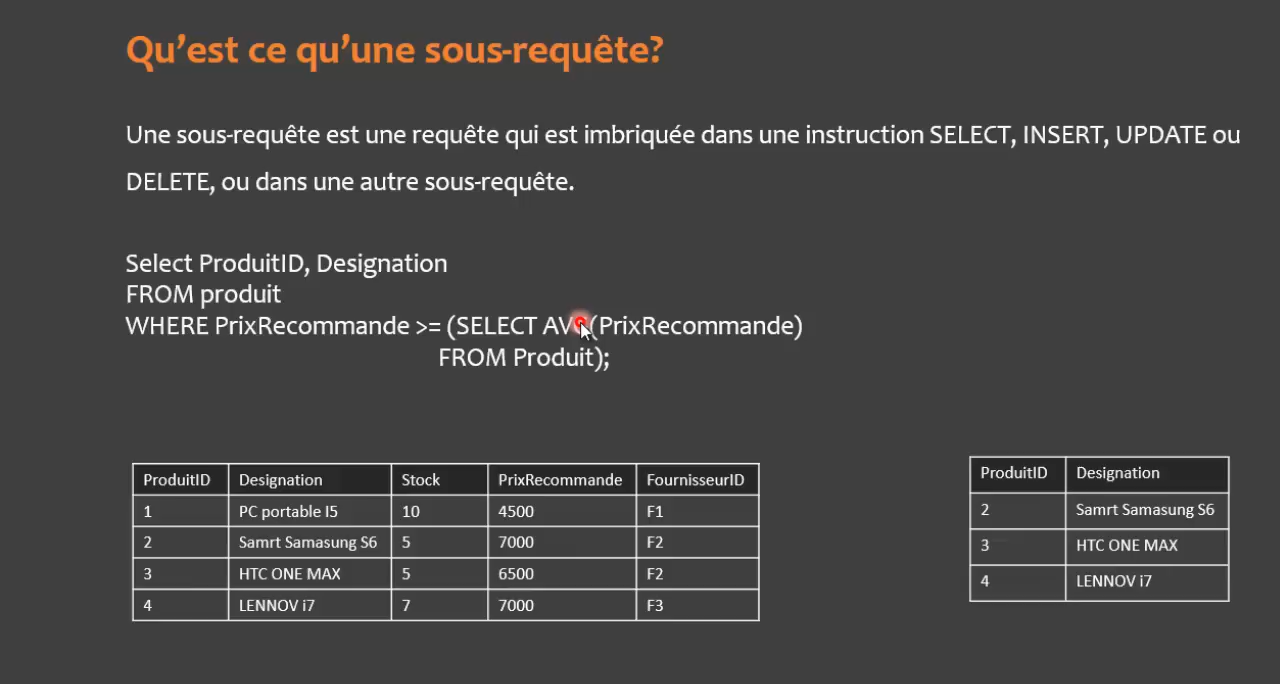 Qu'est ce qu'une sous-requête?
Une sous-requête est une requête qui est imbriquée dans une instruction SELECT, INSERT, UPDATE ou
DELETE, ou dans une autre sous-requête.
Select ProduitID, Designation
FROM produit
WHERE PrixRecommande >= (SELECT AVG(PrixRecommande)
FROM Produit);
ProduitID Designation Stock PrixRecommande FournisseurID
1 PC portable I5 10 4500 F1
2 Samrt Samasung S6 5 7000 F2
3 HTC ONE MAX 5 6500 F2
4 LENNOV i7 7 7000 F3
ProduitID Designation
2 Samrt Samasung S6
3 HTC ONE MAX
4 LENNOV i7